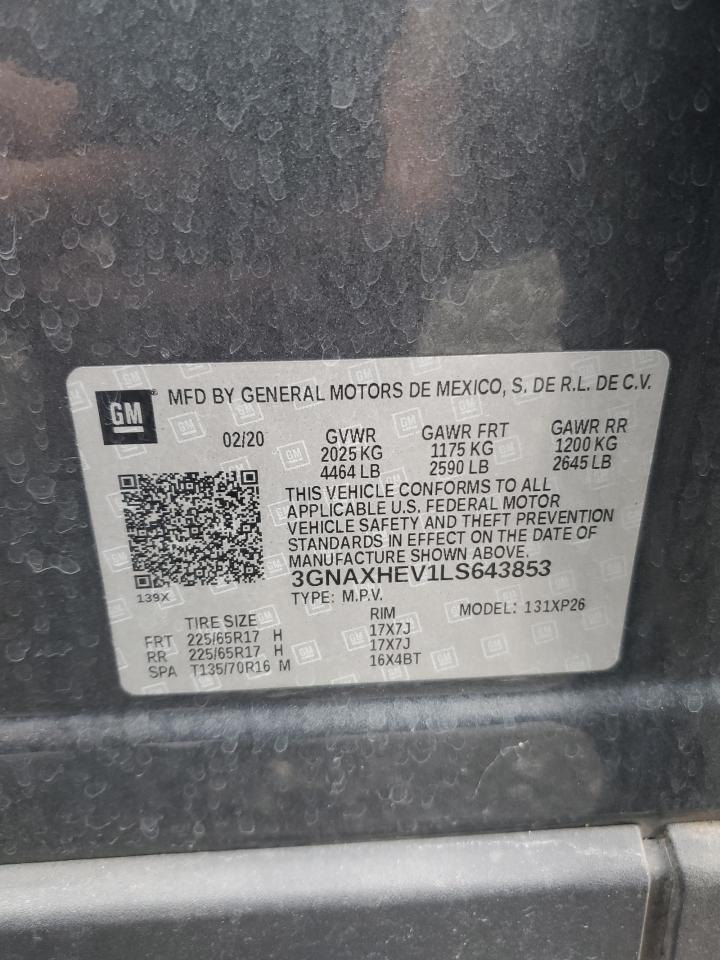 GM® MFD BY GENERAL MOTORS DE MEXICO, S. DE R.L. DE C.V.
02/20 GVWR GAWR FRT GAWR RR
2025 KG 1175 KG 1200 KG
4464 LB 2590 LB 2645 LB
THIS VEHICLE CONFORMS TO ALL
APPLICABLE U.S. FEDERAL MOTOR
VEHICLE SAFETY AND THEFT PREVENTION
STANDARDS IN EFFECT ON THE DATE OF
MANUFACTURE SHOWN ABOVE.
3GNAXHEV1LS643853
139X TYPE: M.P.V. MODEL: 131XP26
TIRE SIZE RIM
FRT 225/65R17 H 17X7J
RR 225/65R17 H 17X7J
SPA T135/70R16 M 16X4BT